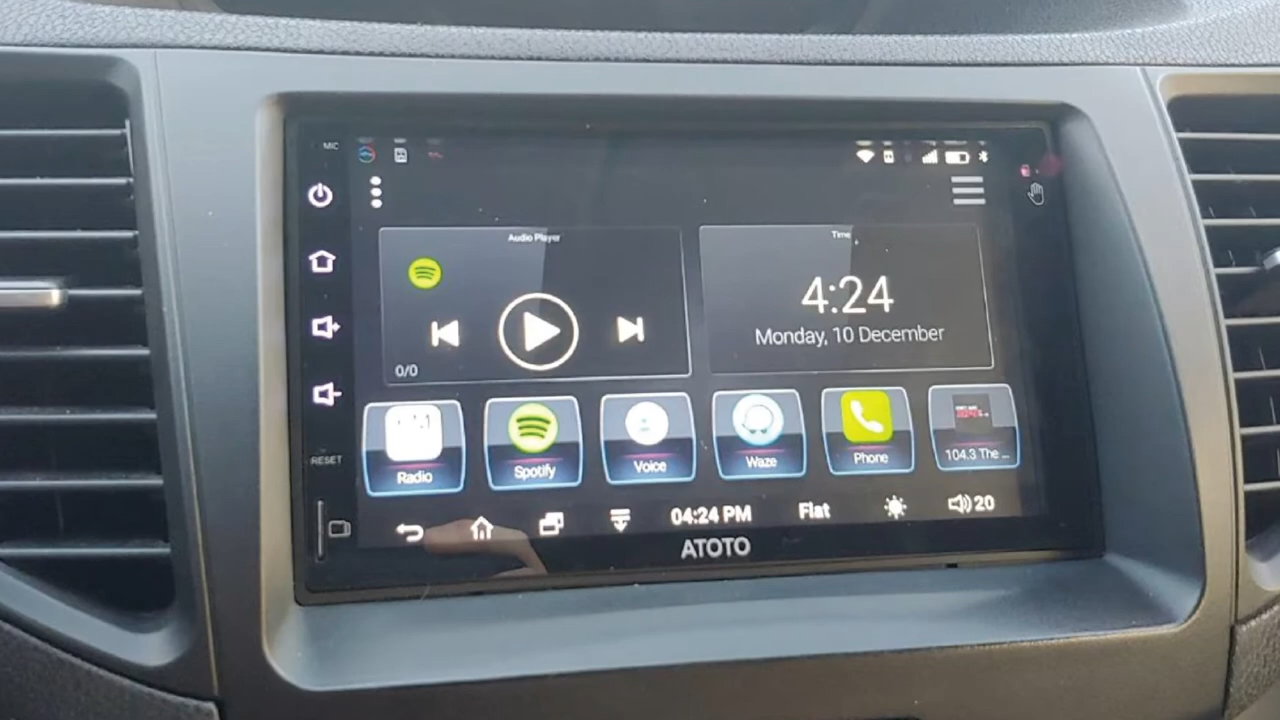 MIC
Audio Player
Time
4:24
Monday, 10 December
0/0
Radio
Spotify
Voice
Waze
Phone
104.3 The ...
RESET
04:24 PM
Flat
20
ATOTO